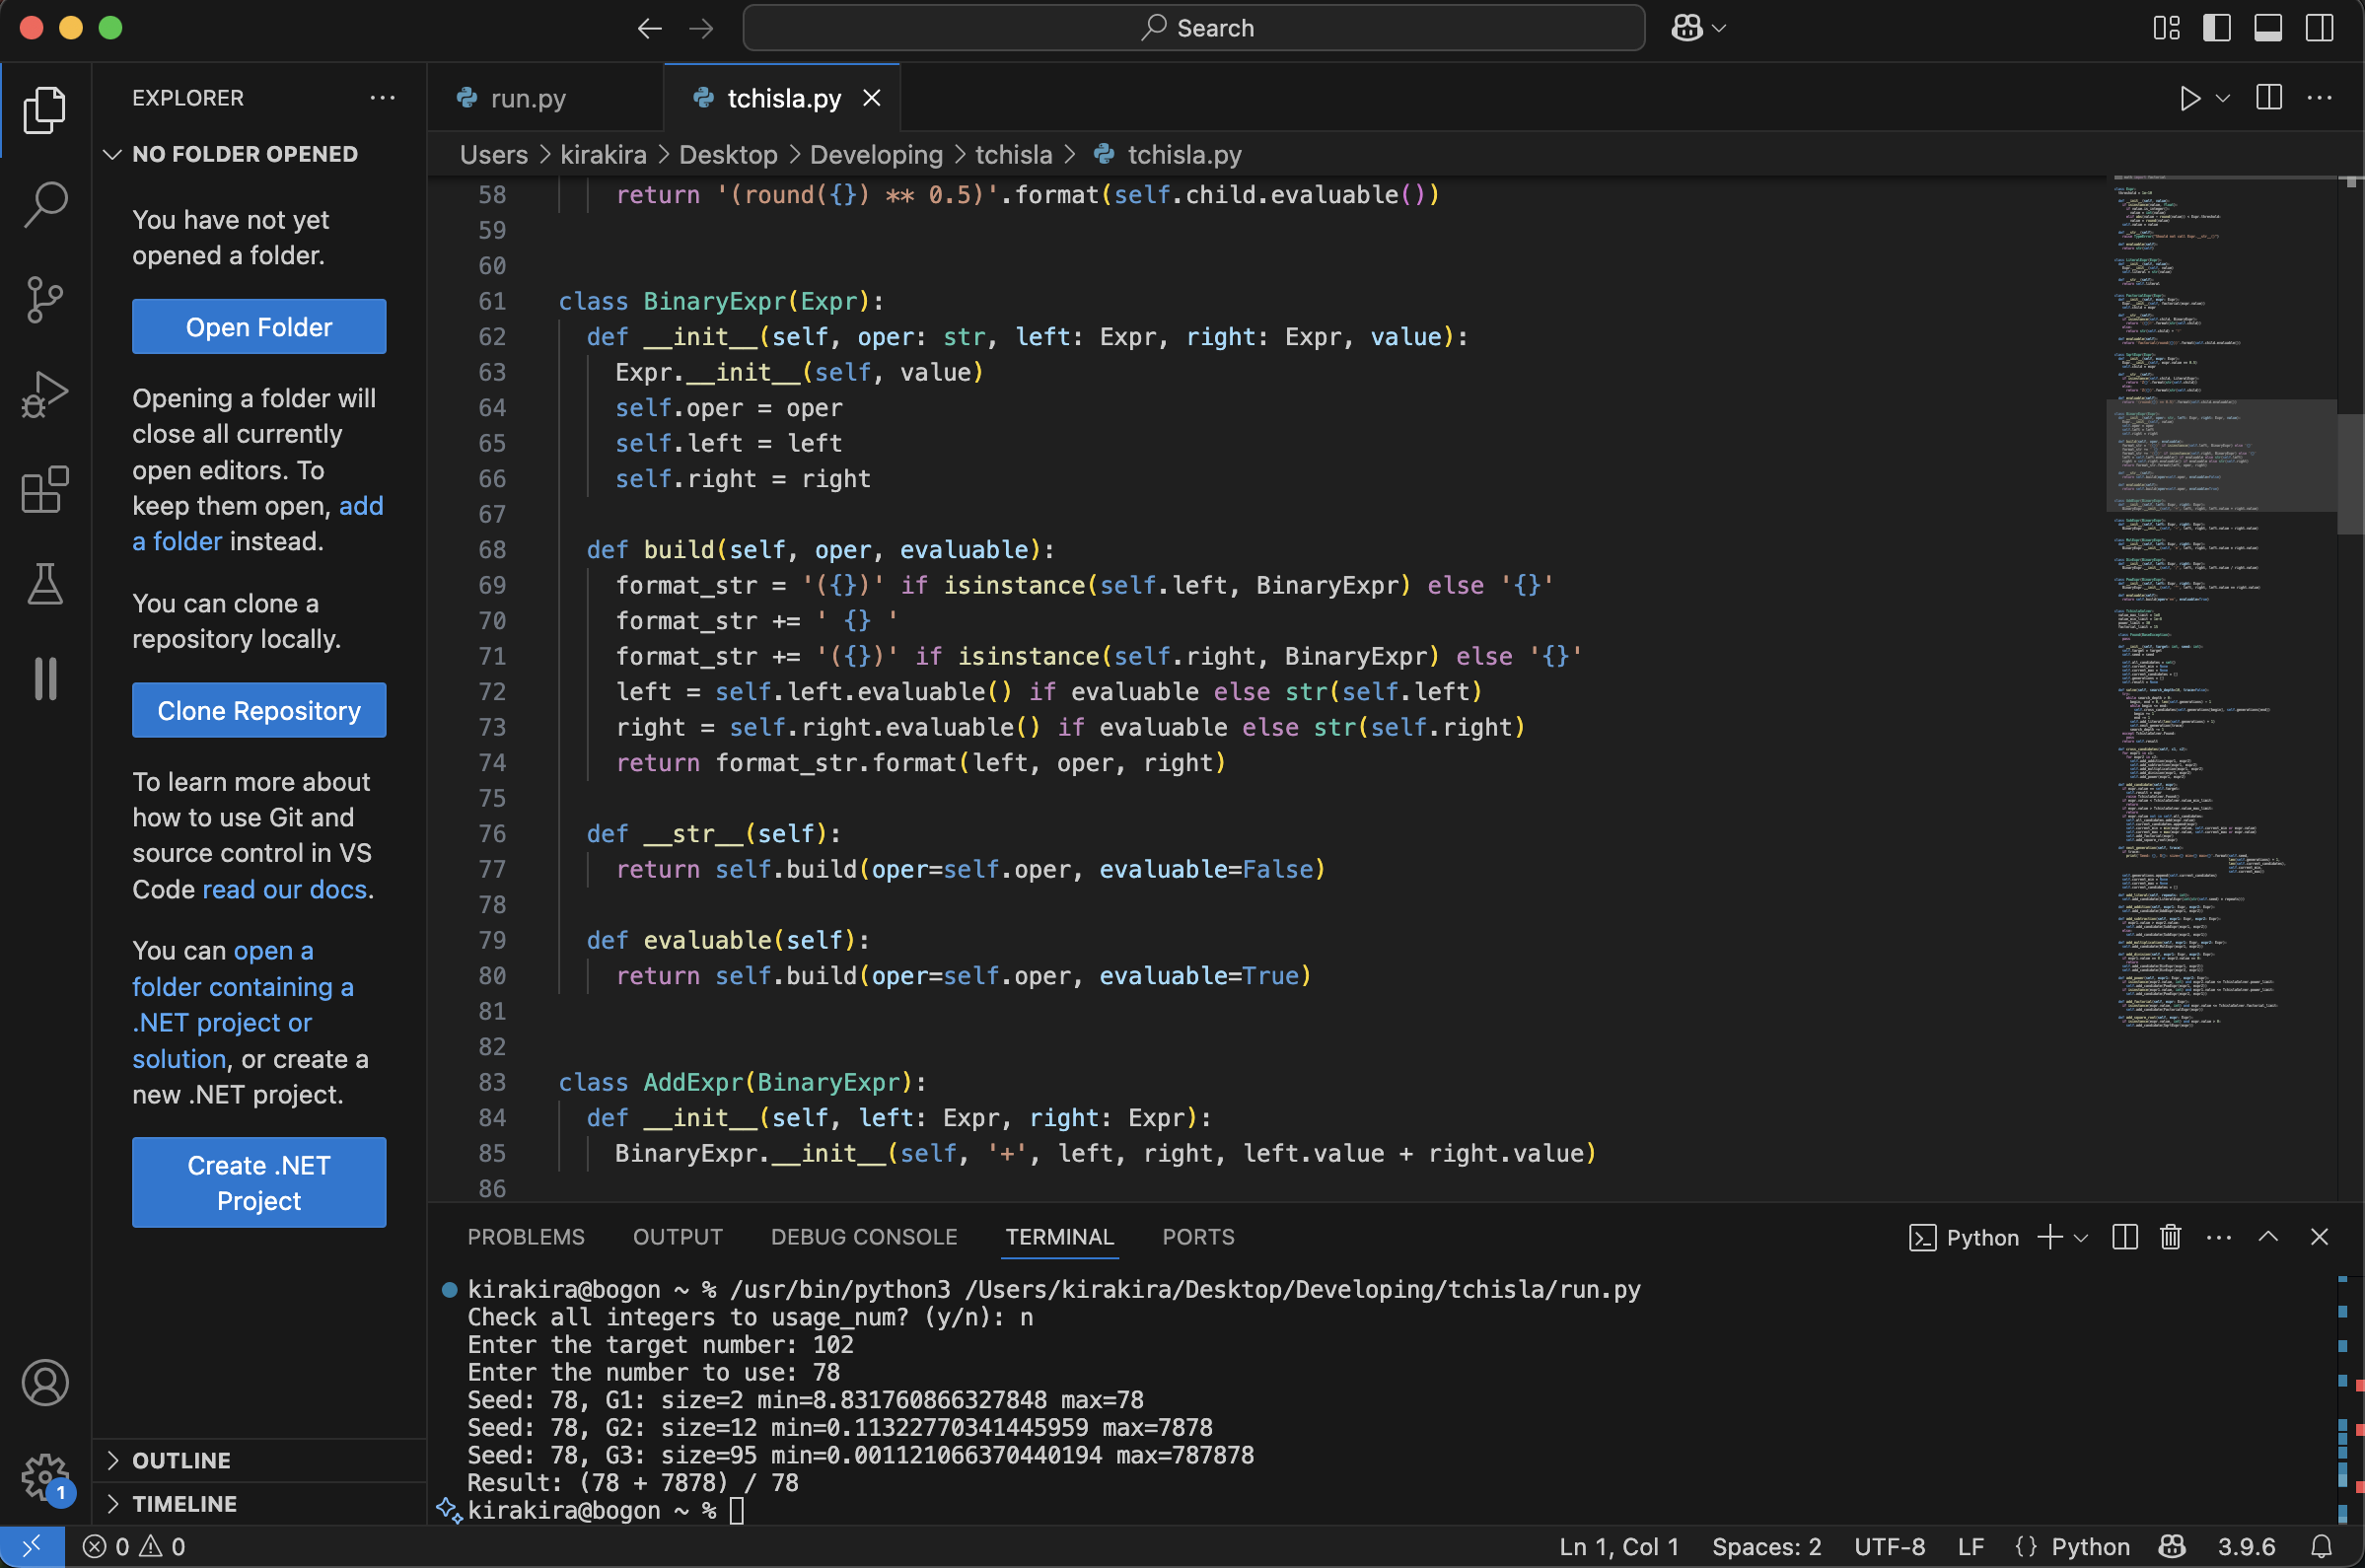 Search
EXPLORER
NO FOLDER OPENED
You have not yet
opened a folder.
Open Folder
Opening a folder will
close all currently
open editors. To
keep them open, add
a folder instead.
You can clone a
repository locally.
Clone Repository
To learn more about
how to use Git and
source control in VS
Code read our docs.
You can open a
folder containing a
.NET project or
solution, or create a
new .NET project.
Create .NET
Project
OUTLINE
TIMELINE
1
run.py
tchisla.py
Users > kirakira > Desktop > Developing > tchisla > tchisla.py
58 return '(round({}) ** 0.5)'.format(self.child.evaluable())
59
60
61 class BinaryExpr(Expr):
62 def __init__(self, oper: str, left: Expr, right: Expr, value):
63 Expr.__init__(self, value)
64 self.oper = oper
65 self.left = left
66 self.right = right
67
68 def build(self, oper, evaluable):
69 format_str = '({})' if isinstance(self.left, BinaryExpr) else '{}'
70 format_str += ' {} '
71 format_str += '({})' if isinstance(self.right, BinaryExpr) else '{}'
72 left = self.left.evaluable() if evaluable else str(self.left)
73 right = self.right.evaluable() if evaluable else str(self.right)
74 return format_str.format(left, oper, right)
75
76 def __str__(self):
77 return self.build(oper=self.oper, evaluable=False)
78
79 def evaluable(self):
80 return self.build(oper=self.oper, evaluable=True)
81
82
83 class AddExpr(BinaryExpr):
84 def __init__(self, left: Expr, right: Expr):
85 BinaryExpr.__init__(self, '+', left, right, left.value + right.value)
86
PROBLEMS OUTPUT DEBUG CONSOLE TERMINAL PORTS
Python
kirakira@bogon ~ % /usr/bin/python3 /Users/kirakira/Desktop/Developing/tchisla/run.py
Check all integers to usage_num? (y/n): n
Enter the target number: 102
Enter the number to use: 78
Seed: 78, G1: size=2 min=8.831760866327848 max=78
Seed: 78, G2: size=12 min=0.11322770341445959 max=7878
Seed: 78, G3: size=95 min=0.001121066370440194 max=787878
Result: (78 + 7878) / 78
kirakira@bogon ~ %
0 0
Ln 1, Col 1 Spaces: 2 UTF-8 LF {} Python 3.9.6